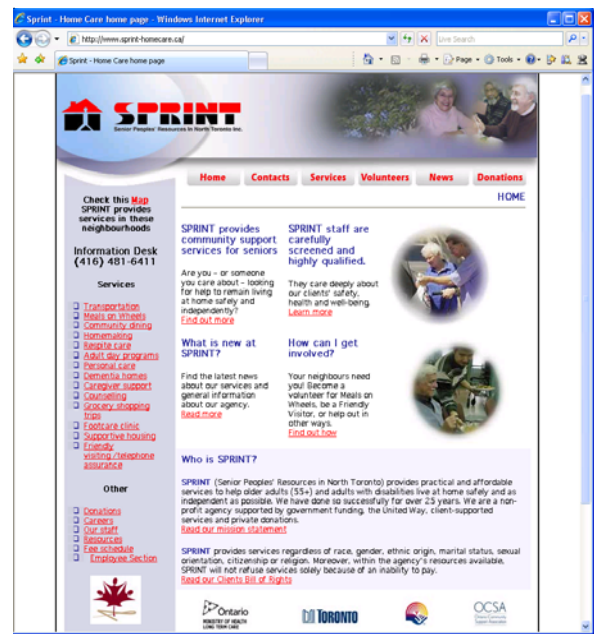 Sprint - Home Care home page - Windows Internet Explorer
http://www.sprint-homecare.ca/
Live Search
Sprint - Home Care home page
Page
Tools
SPRINT
Senior Peoples' Resources in North Toronto Inc.
Home Contacts Services Volunteers News Donations
HOME
Check this Map
SPRINT provides
services in these
neighbourhoods
Information Desk
(416) 481-6411
Services
Transportation
Meals on Wheels
Community dining
Homemaking
Respite care
Adult day programs
Personal care
Dementia homes
Caregiver support
Counselling
Grocery shopping
trips
Footcare clinic
Supportive housing
Friendly
visiting /telephone
assurance
Other
Donations
Careers
Our staff
Resources
Fee schedule
Employee Section
SPRINT provides
community support
services for seniors
Are you – or someone
you care about – looking
for help to remain living
at home safely and
independently?
Find out more
SPRINT staff are
carefully
screened and
highly qualified.
They care deeply about
our clients' safety,
health and well-being.
Learn more
What is new at
SPRINT?
Find the latest news
about our services and
general information
about our agency.
Read more
How can I get
involved?
Your neighbours need
you! Become a
volunteer for Meals on
Wheels, be a Friendly
Visitor, or help out in
other ways.
Find out how
Who is SPRINT?
SPRINT (Senior Peoples' Resources in North Toronto) provides practical and affordable
services to help older adults (55+) and adults with disabilities live at home safely and as
independent as possible. We have done so successfully for over 25 years. We are a non-
profit agency supported by government funding, the United Way, client-supported
services and private donations.
Read our mission statement
SPRINT provides services regardless of race, gender, ethnic origin, marital status, sexual
orientation, citizenship or religion. Moreover, within the agency's resources available,
SPRINT will not refuse services solely because of an inability to pay.
Read our Clients Bill of Rights
Ontario
MINISTRY OF HEALTH
LONG TERM CARE
TORONTO
OCSA